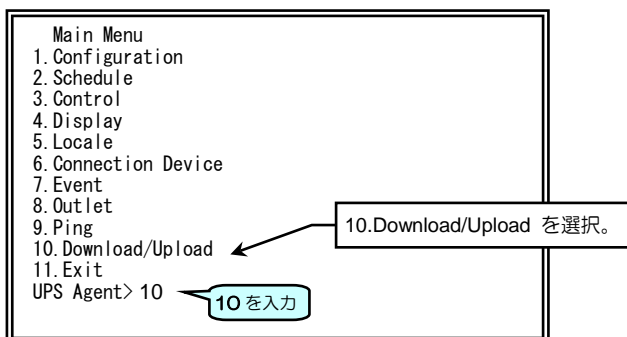 Main Menu
1.Configuration
2.Schedule
3.Control
4.Display
5.Locale
6.Connection Device
7.Event
8.Outlet
9.Ping
10.Download/Upload
11.Exit
UPS Agent> 10
10.Download/Upload を選択。
10 を入力